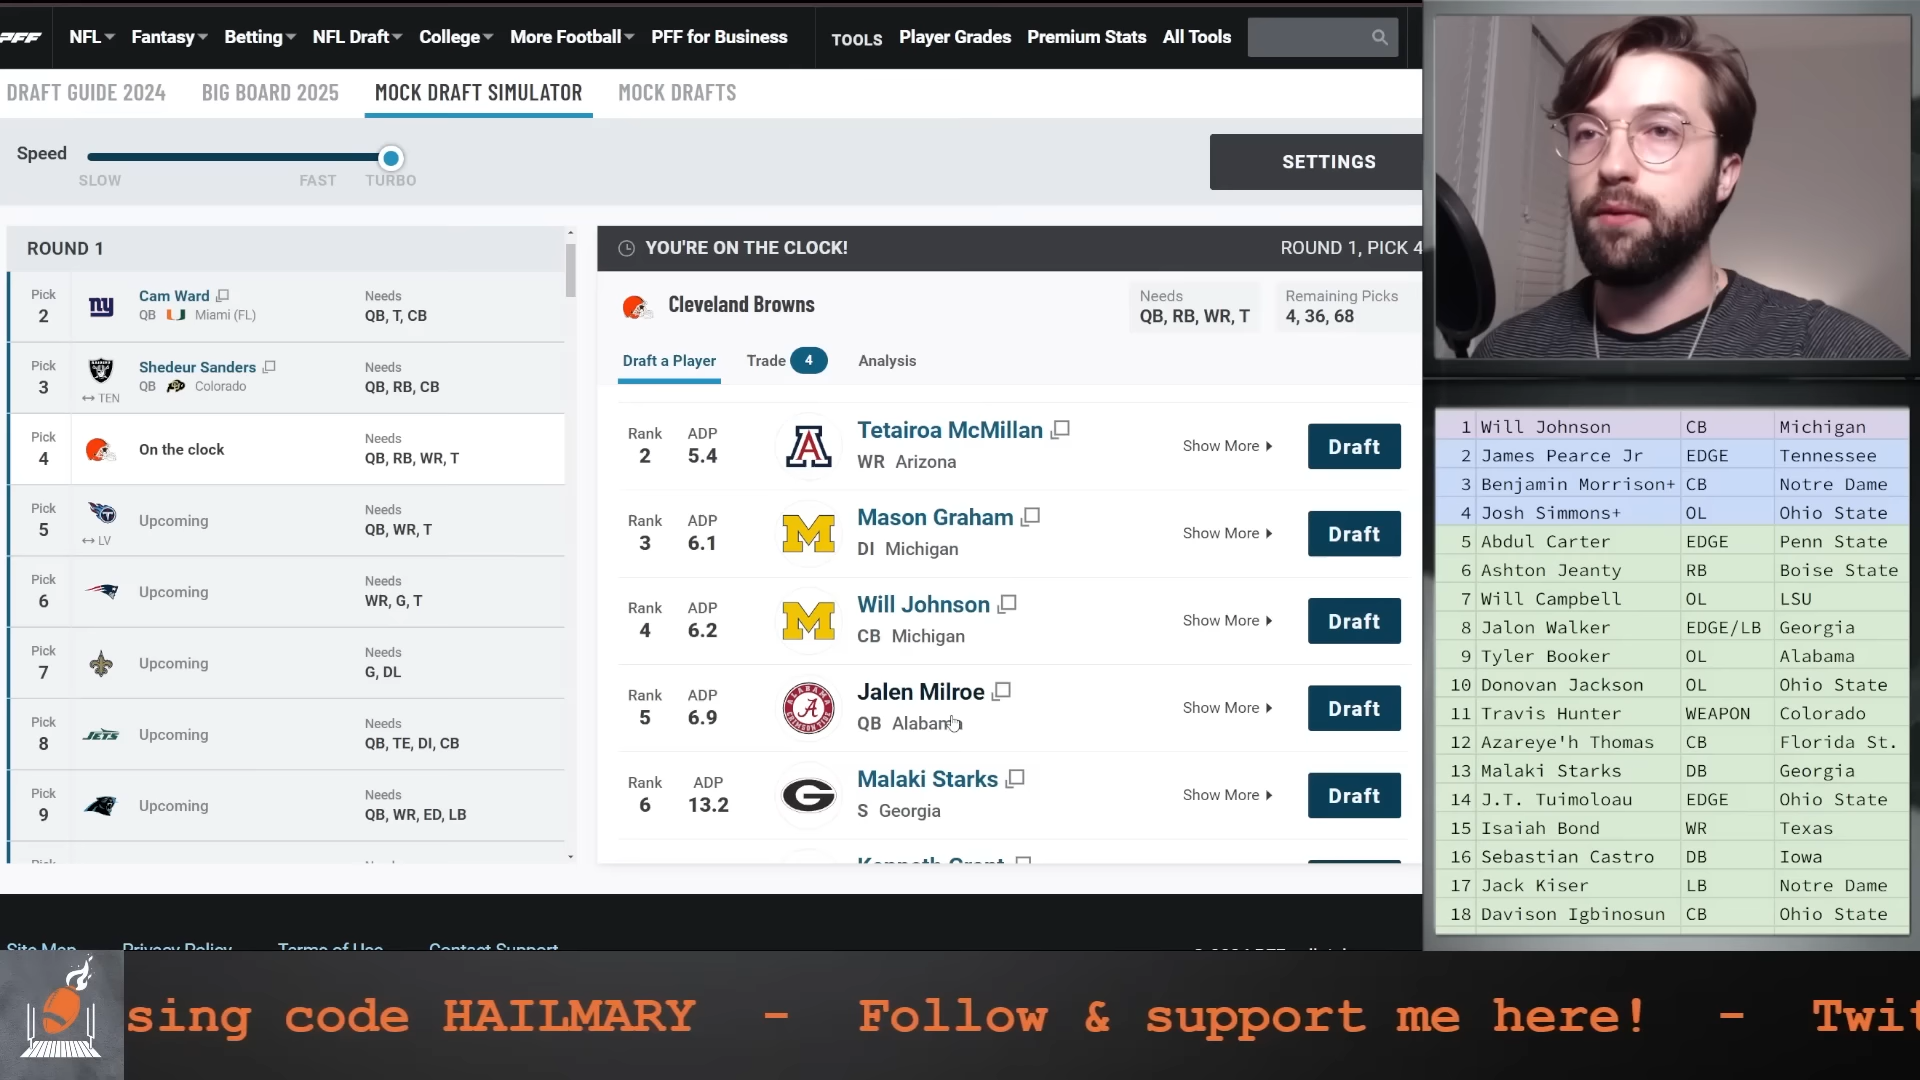 PFF NFL Fantasy Betting NFL Draft College More Football PFF for Business TOOLS Player Grades Premium Stats All Tools
DRAFT GUIDE 2024 BIG BOARD 2025 MOCK DRAFT SIMULATOR MOCK DRAFTS
Speed
SLOW FAST TURBO
SETTINGS
ROUND 1
Pick 2 ny Cam Ward Needs
QB Miami (FL) QB, T, CB
Pick 3 Shedeur Sanders Needs
↔ TEN QB Colorado QB, RB, CB
Pick 4 On the clock Needs
QB, RB, WR, T
Pick 5 Upcoming Needs
↔ LV QB, WR, T
Pick 6 Upcoming Needs
WR, G, T
Pick 7 Upcoming Needs
G, DL
Pick 8 JETS Upcoming Needs
QB, TE, DI, CB
Pick 9 Upcoming Needs
QB, WR, ED, LB
YOU'RE ON THE CLOCK! ROUND 1, PICK 4
Cleveland Browns
Needs
QB, RB, WR, T
Remaining Picks
4, 36, 68
Draft a Player Trade 4 Analysis
Rank 2 ADP 5.4 A Tetairoa McMillan Show More Draft
WR Arizona
Rank 3 ADP 6.1 M Mason Graham Show More Draft
DI Michigan
Rank 4 ADP 6.2 M Will Johnson Show More Draft
CB Michigan
Rank 5 ADP 6.9 A Jalen Milroe Show More Draft
QB Alabama
Rank 6 ADP 13.2 G Malaki Starks Show More Draft
S Georgia
Kenneth Grant
Site Map Privacy Policy Terms of Use Contact Support
1 Will Johnson CB Michigan
2 James Pearce Jr EDGE Tennessee
3 Benjamin Morrison+ CB Notre Dame
4 Josh Simmons+ OL Ohio State
5 Abdul Carter EDGE Penn State
6 Ashton Jeanty RB Boise State
7 Will Campbell OL LSU
8 Jalon Walker EDGE/LB Georgia
9 Tyler Booker OL Alabama
10 Donovan Jackson OL Ohio State
11 Travis Hunter WEAPON Colorado
12 Azareye'h Thomas CB Florida St.
13 Malaki Starks DB Georgia
14 J.T. Tuimoloau EDGE Ohio State
15 Isaiah Bond WR Texas
16 Sebastian Castro DB Iowa
17 Jack Kiser LB Notre Dame
18 Davison Igbinosun CB Ohio State
sing code HAILMARY - Follow & support me here! - Twit